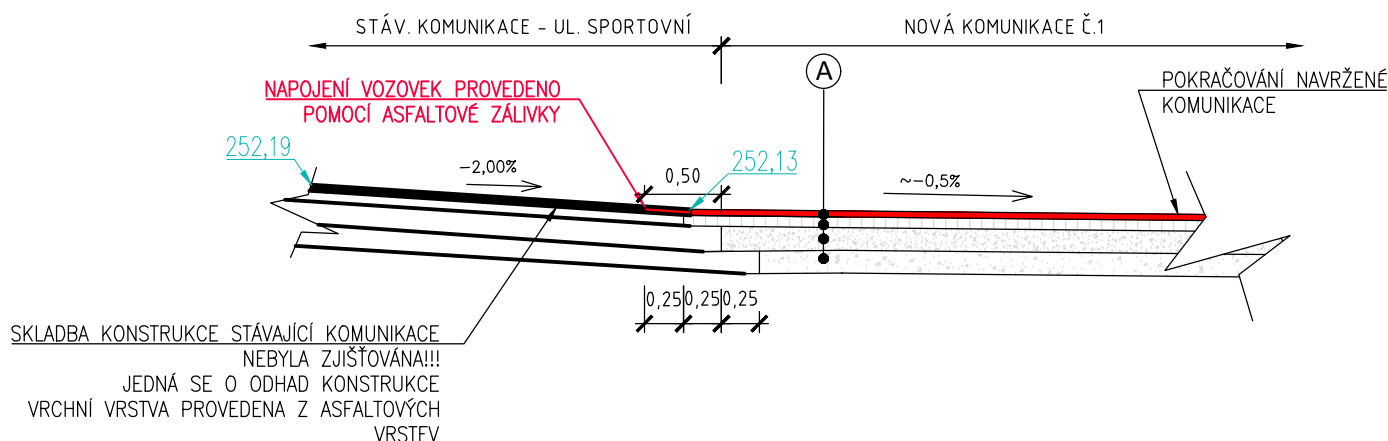 STÁV. KOMUNIKACE - UL. SPORTOVNÍ
NOVÁ KOMUNIKACE Č.1
A
NAPOJENÍ VOZOVEK PROVEDENO
POMOCÍ ASFALTOVÉ ZÁLIVKY
POKRAČOVÁNÍ NAVRŽENÉ
KOMUNIKACE
252,19
-2,00%
0,50
252,13
~-0,5%
0,25
0,25
0,25
SKLADBA KONSTRUKCE STÁVAJÍCÍ KOMUNIKACE
NEBYLA ZJIŠŤOVÁNA!!!
JEDNÁ SE O ODHAD KONSTRUKCE
VRCHNÍ VRSTVA PROVEDENA Z ASFALTOVÝCH
VRSTEV